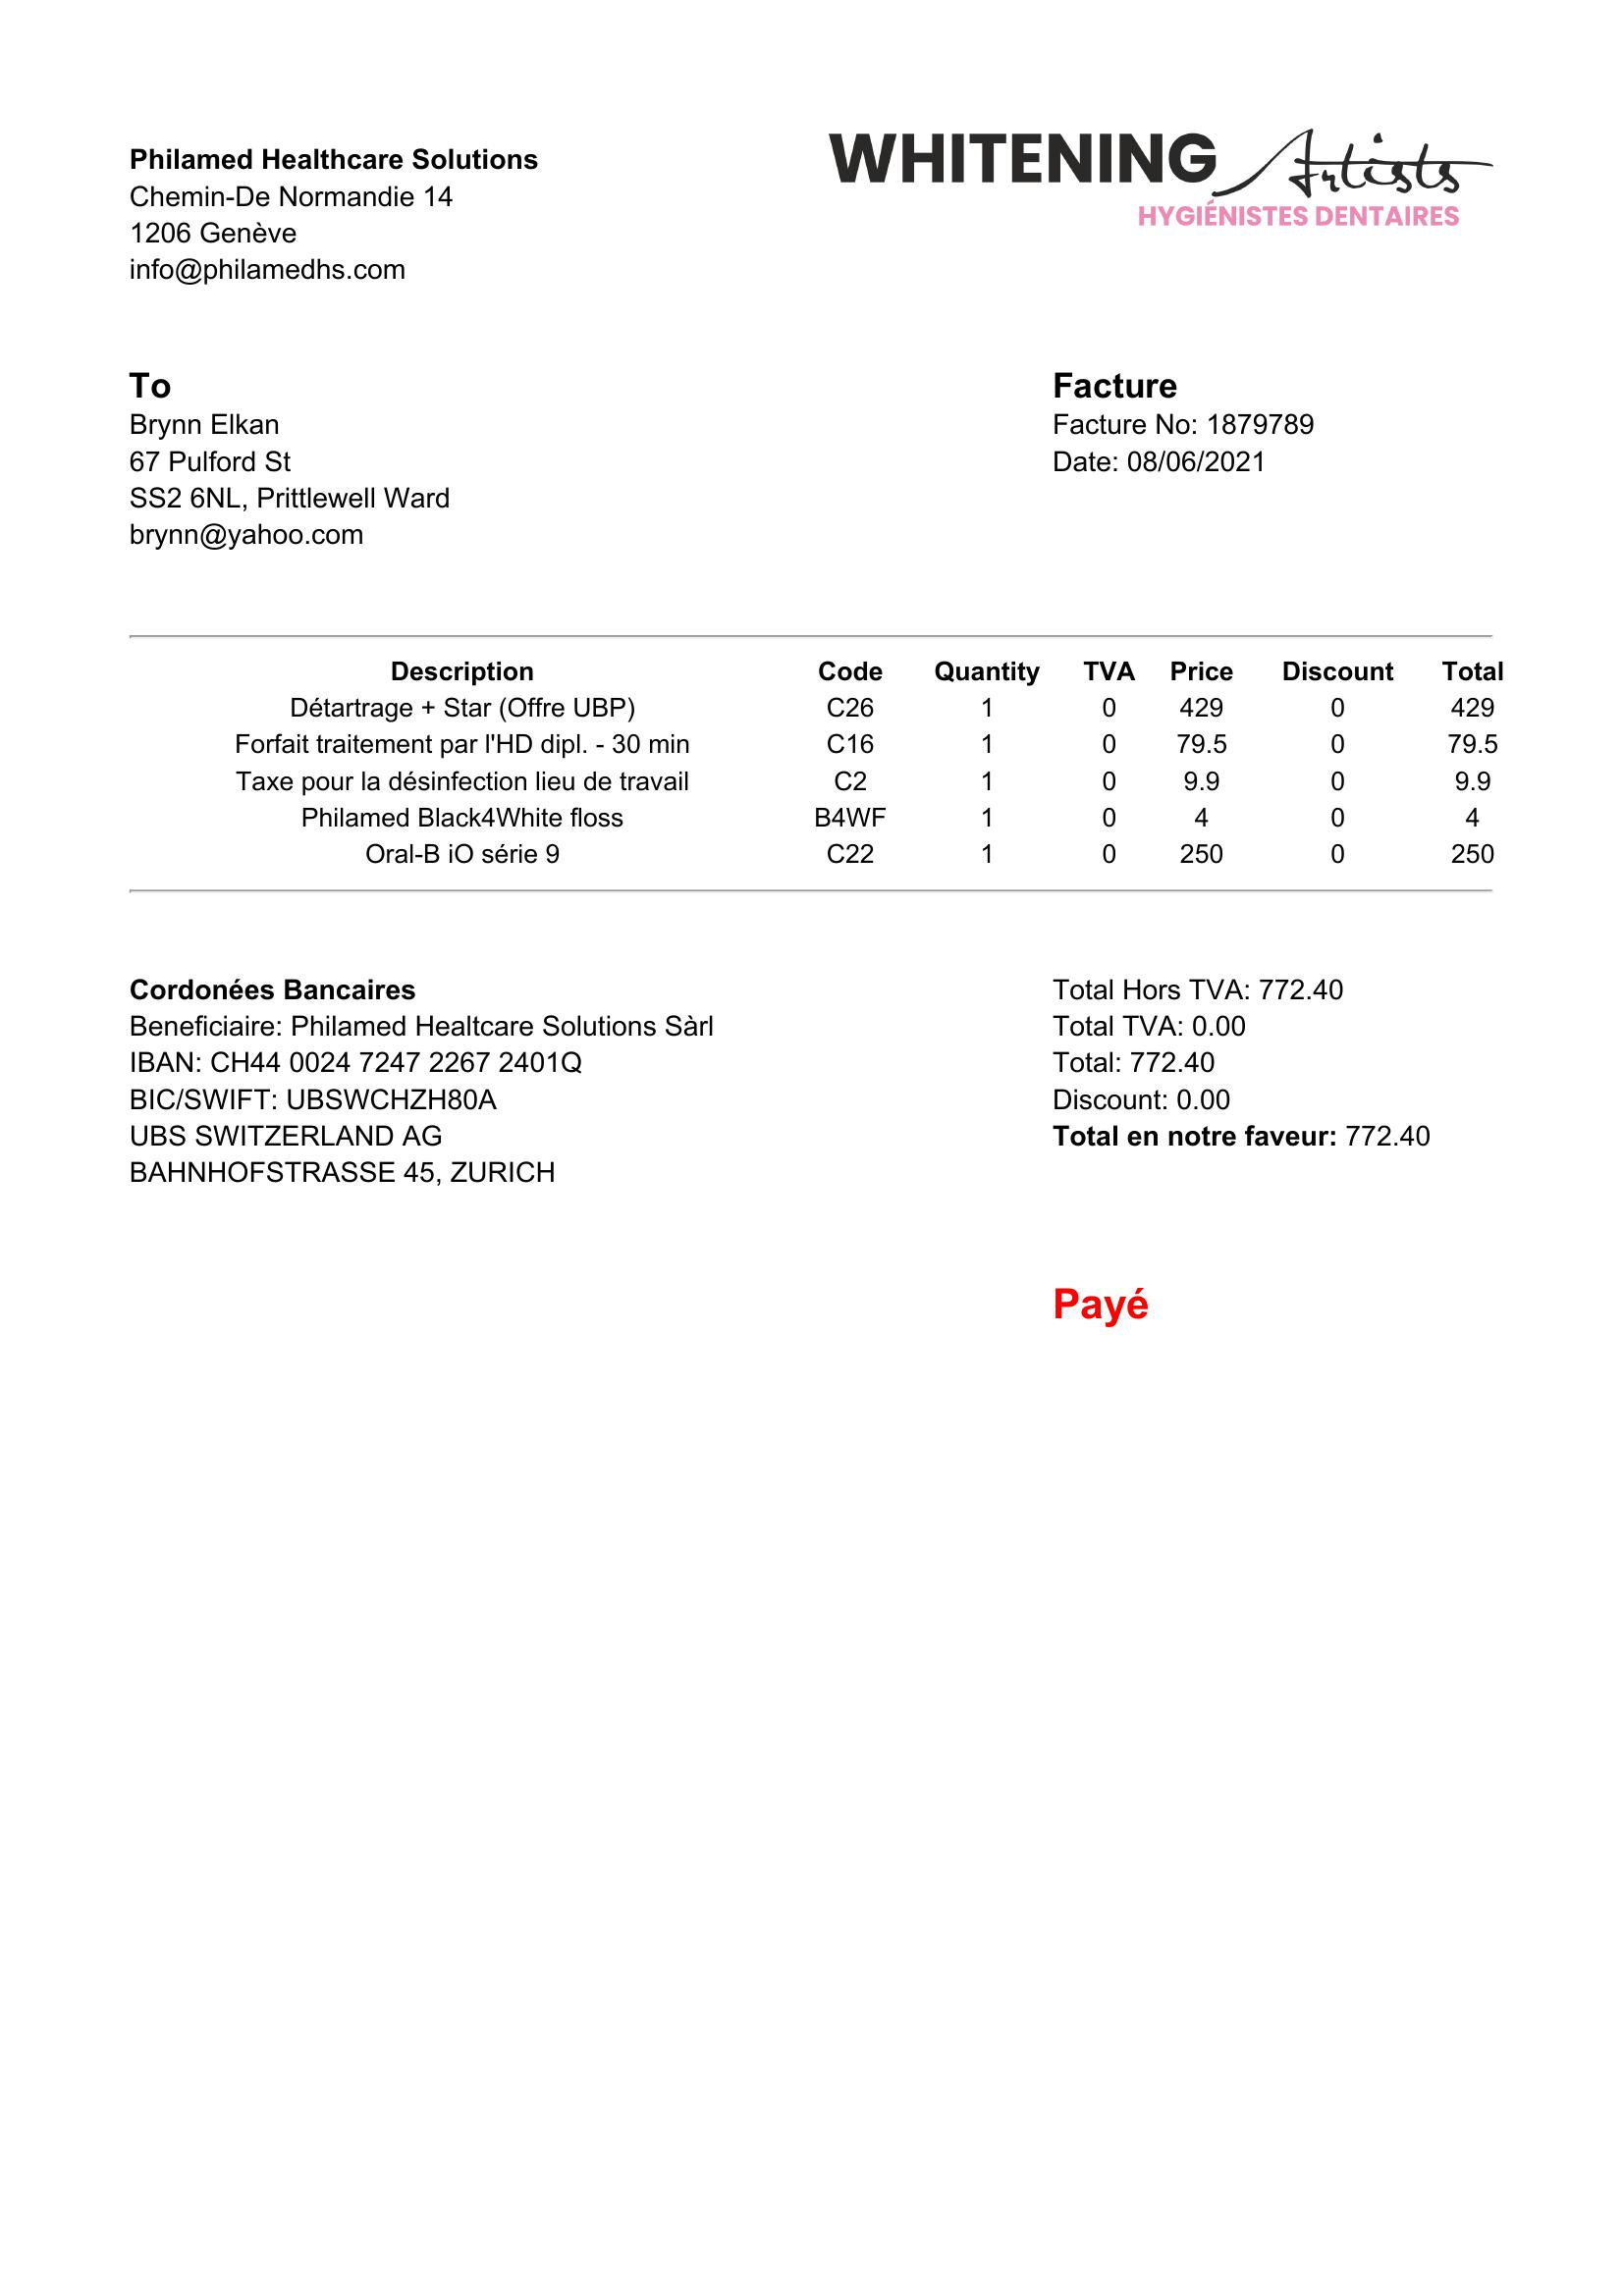 Philamed Healthcare Solutions
Chemin-De Normandie 14
1206 Genève
info@philamedhs.com
WHITENING Artists
HYGIÉNISTES DENTAIRES
To
Brynn Elkan
67 Pulford St
SS2 6NL, Prittlewell Ward
brynn@yahoo.com
Facture
Facture No: 1879789
Date: 08/06/2021
Description Code Quantity TVA Price Discount Total
Détartrage + Star (Offre UBP) C26 1 0 429 0 429
Forfait traitement par l'HD dipl. - 30 min C16 1 0 79.5 0 79.5
Taxe pour la désinfection lieu de travail C2 1 0 9.9 0 9.9
Philamed Black4White floss B4WF 1 0 4 0 4
Oral-B iO série 9 C22 1 0 250 0 250
Cordonées Bancaires
Beneficiaire: Philamed Healtcare Solutions Sàrl
IBAN: CH44 0024 7247 2267 2401Q
BIC/SWIFT: UBSWCHZH80A
UBS SWITZERLAND AG
BAHNHOFSTRASSE 45, ZURICH
Total Hors TVA: 772.40
Total TVA: 0.00
Total: 772.40
Discount: 0.00
Total en notre faveur: 772.40
Payé